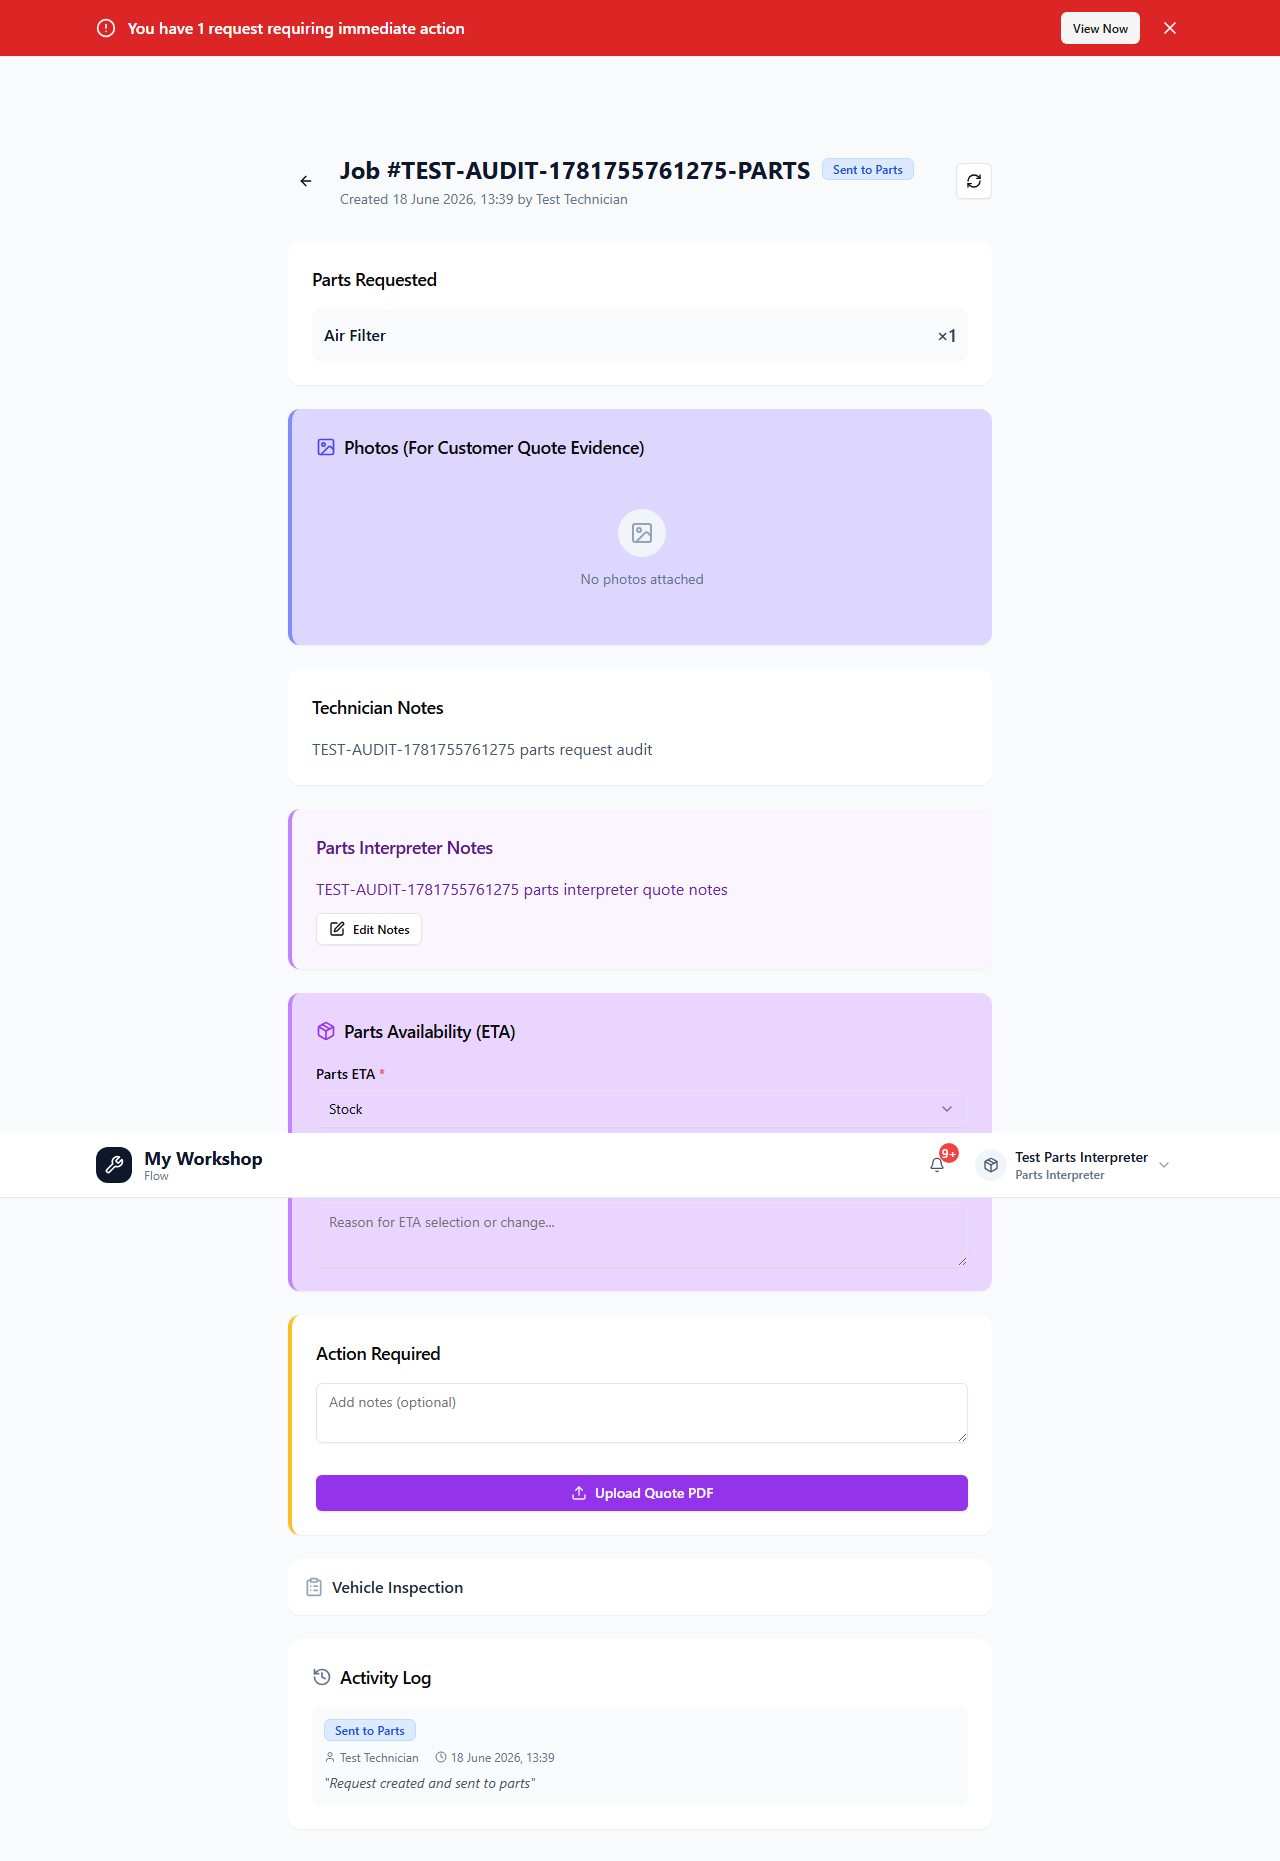 You have 1 request requiring immediate action
View Now
Job #TEST-AUDIT-1781755761275-PARTS
Sent to Parts
Created 18 June 2026, 13:39 by Test Technician
Parts Requested
Air Filter
×1
Photos (For Customer Quote Evidence)
No photos attached
Technician Notes
TEST-AUDIT-1781755761275 parts request audit
Parts Interpreter Notes
TEST-AUDIT-1781755761275 parts interpreter quote notes
Edit Notes
Parts Availability (ETA)
Parts ETA *
Stock
My Workshop
Flow
9+
Test Parts Interpreter
Parts Interpreter
Reason for ETA selection or change...
Action Required
Add notes (optional)
Upload Quote PDF
Vehicle Inspection
Activity Log
Sent to Parts
Test Technician
18 June 2026, 13:39
"Request created and sent to parts"